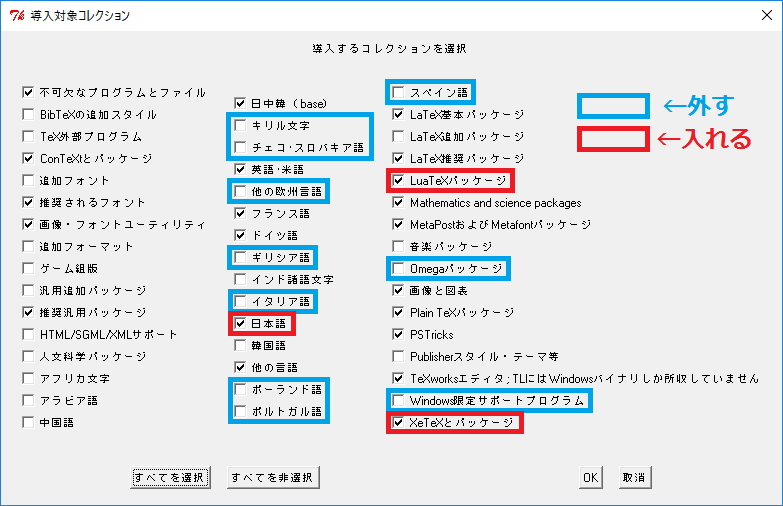 導入対象コレクション
導入するコレクションを選択
不可欠なプログラムとファイル
BibTeXの追加スタイル
TeX外部プログラム
ConTeXtとパッケージ
追加フォント
推奨されるフォント
画像・フォントユーティリティ
追加フォーマット
ゲーム組版
汎用追加パッケージ
推奨汎用パッケージ
HTML/SGML/XMLサポート
人文科学パッケージ
アフリカ文字
アラビア語
中国語
日中韓 (base)
キリル文字
チェコ・スロバキア語
英語・米語
他の欧州言語
フランス語
ドイツ語
ギリシア語
インド諸語文字
イタリア語
日本語
韓国語
他の言語
ポーランド語
ポルトガル語
スペイン語
LaTeX基本パッケージ
LaTeX追加パッケージ
LaTeX推奨パッケージ
LuaTeXパッケージ
Mathematics and science packages
MetaPostおよびMetafontパッケージ
音楽パッケージ
Omegaパッケージ
画像と図表
Plain TeXパッケージ
PSTricks
Publisherスタイル・テーマ等
TeXworksエディタ; TLにはWindowsバイナリしか所収していません
Windows限定サポートプログラム
XeTeXとパッケージ
←外す
←入れる
すべてを選択
すべてを非選択
OK
取消